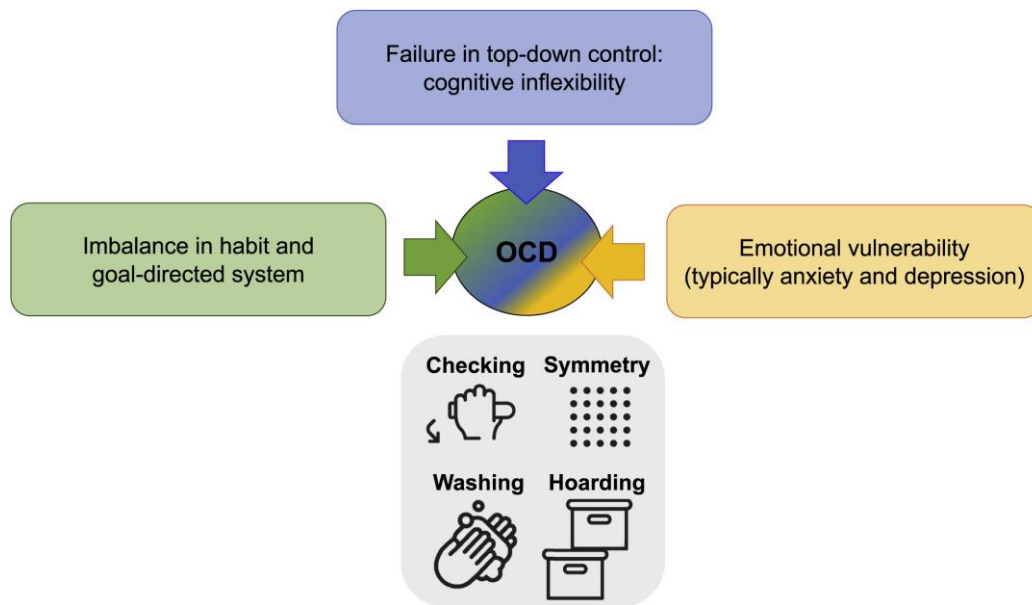 Failure in top-down control:
cognitive inflexibility
Imbalance in habit and
goal-directed system
OCD
Emotional vulnerability
(typically anxiety and depression)
Checking
Symmetry
Washing
Hoarding